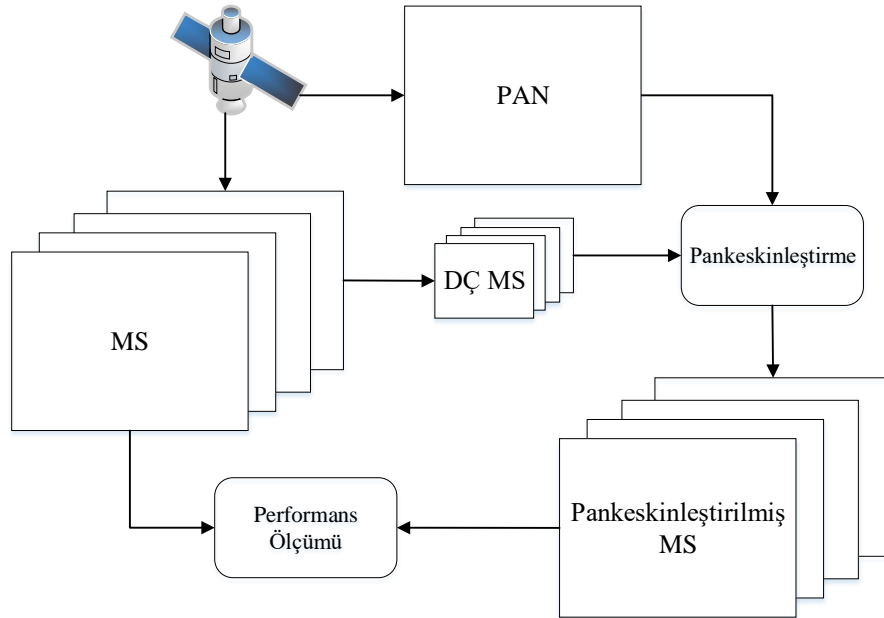 PAN
Pankeskinleştirme
DÇ MS
MS
Performans
Ölçümü
Pankeskinleştirilmiş
MS